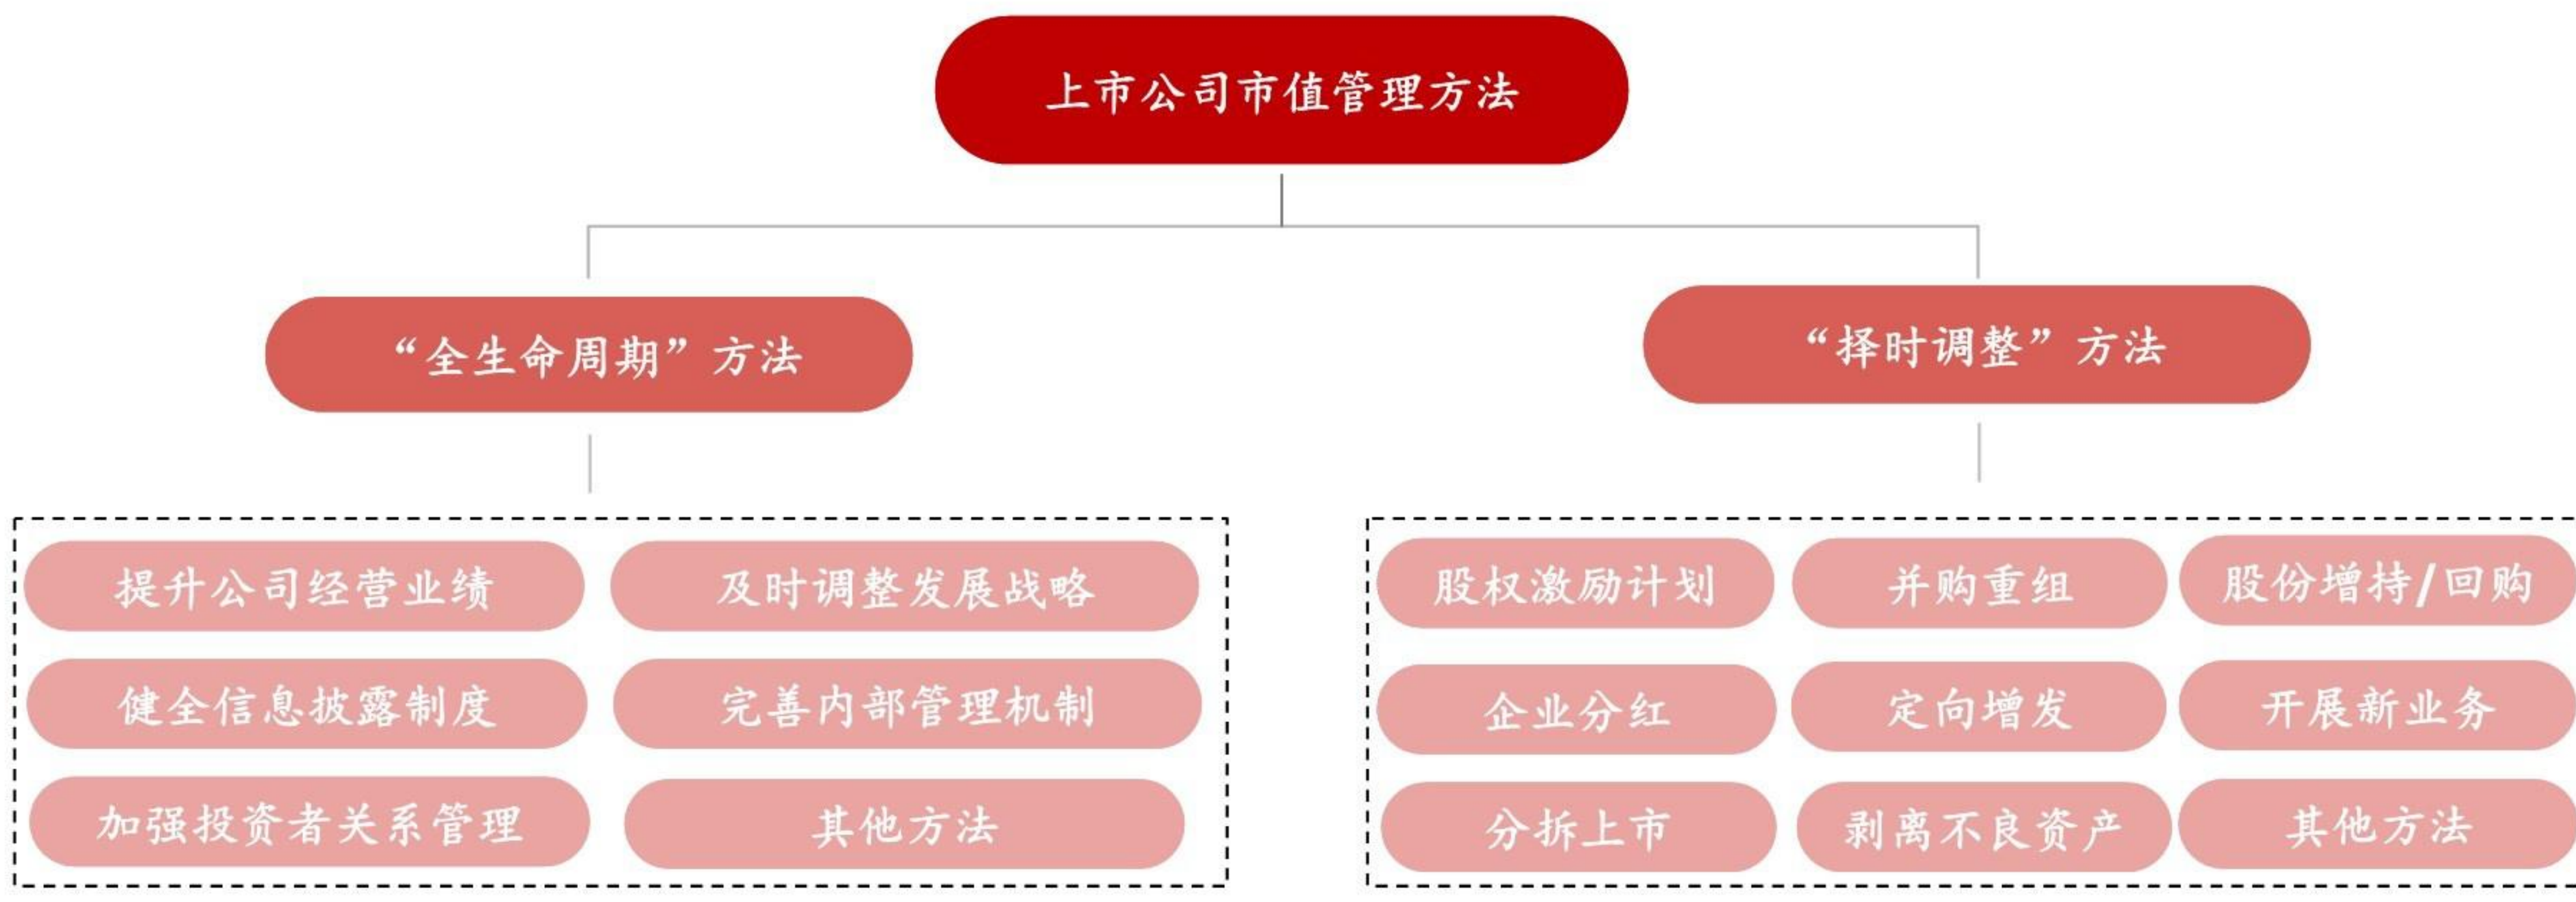 上市公司市值管理方法
“全生命周期”方法
“择时调整”方法
提升公司经营业绩
及时调整发展战略
健全信息披露制度
完善内部管理机制
加强投资者关系管理
其他方法
股权激励计划
并购重组
股份增持/回购
企业分红
定向增发
开展新业务
分拆上市
剥离不良资产
其他方法